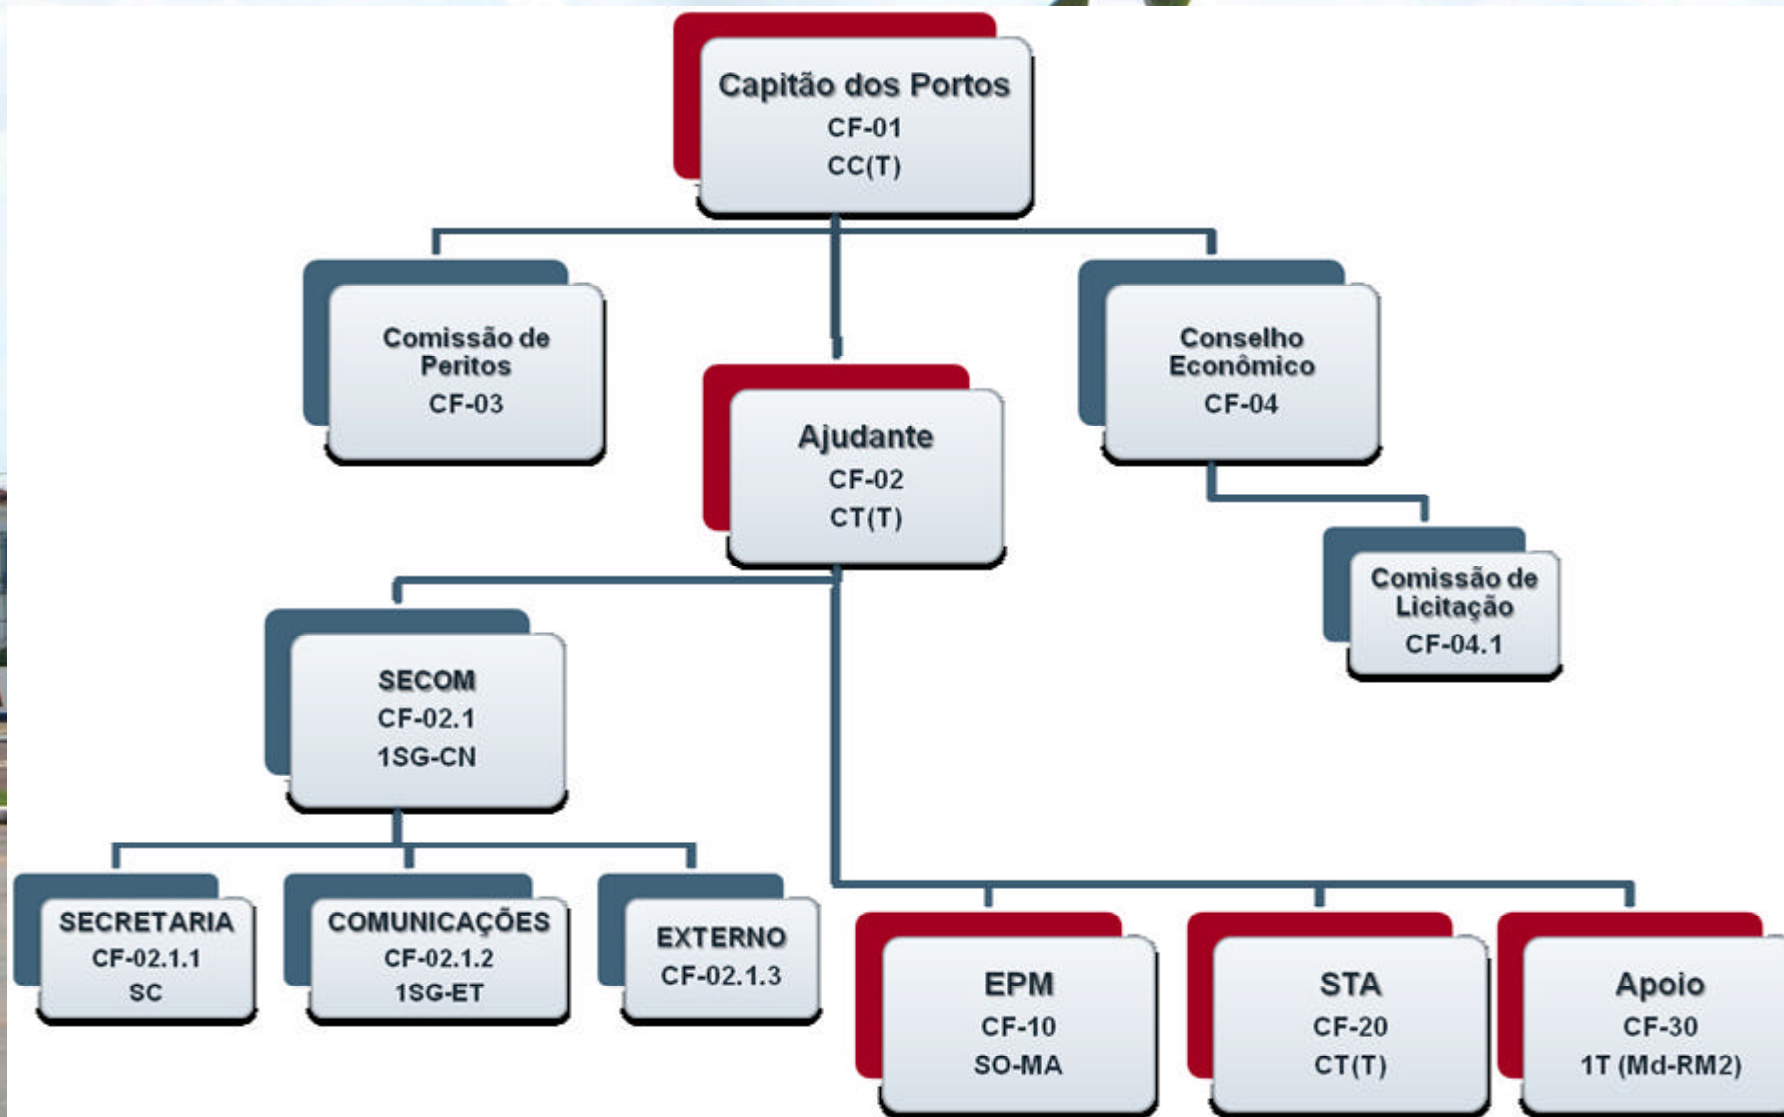 Capitão dos Portos
CF-01
CC(T)
Comissão de
Peritos
CF-03
Conselho
Econômico
CF-04
Ajudante
CF-02
CT(T)
Comissão de
Licitação
CF-04.1
SECOM
CF-02.1
1SG-CN
SECRETARIA
CF-02.1.1
SC
COMUNICAÇÕES
CF-02.1.2
1SG-ET
EXTERNO
CF-02.1.3
EPM
CF-10
SO-MA
STA
CF-20
CT(T)
Apoio
CF-30
1T (Md-RM2)